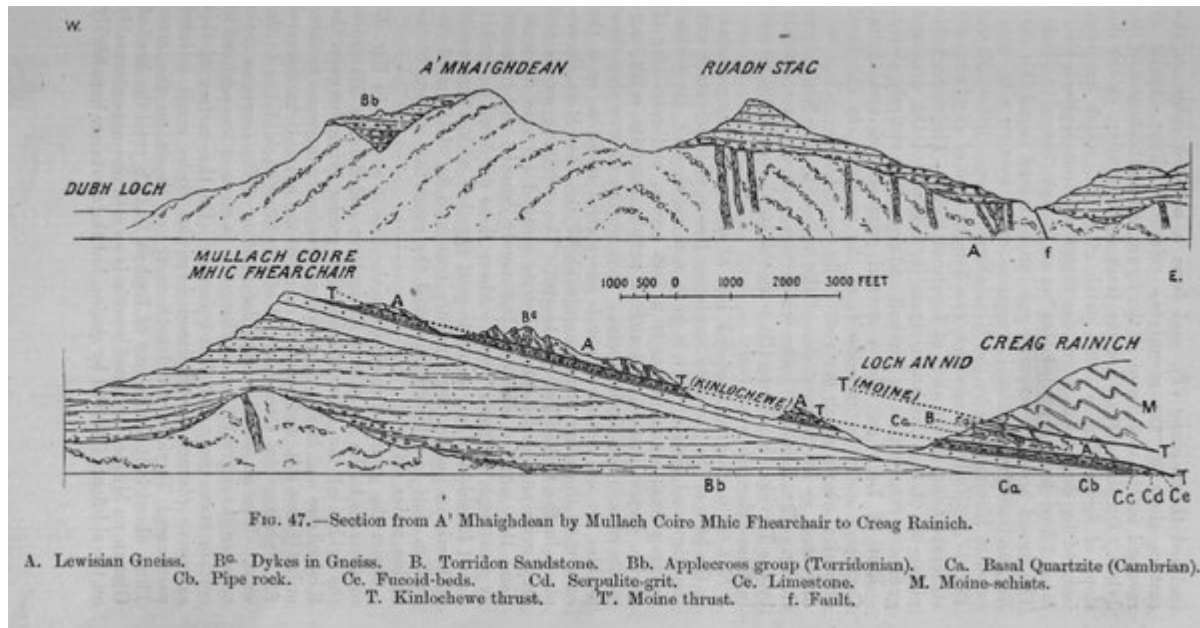 W.
A'MHAIGHDEAN
RUADH STAC
Bb
DUBH LOCH
A f
MULLACH COIRE
MHIC FHEARCHAIR
1000 500 0 1000 2000 3000 FEET
E.
T A
Ba
A
CREAG RAINICH
LOCH AN NID
T (KINLOCHEWE)
T' (MOINE)
A T
Ca B
M
A
T'
T
Bb Ca Cb
Cc Cd Ce
FIG. 47.—Section from A' Mhaighdean by Mullach Coire Mhic Fhearchair to Creag Rainich.
A. Lewisian Gneiss. Ba. Dykes in Gneiss. B. Torridon Sandstone. Bb. Applecross group (Torridonian). Ca. Basal Quartzite (Cambrian).
Cb. Pipe rock. Cc. Fucoid-beds. Cd. Serpulite-grit. Ce. Limestone. M. Moine-schists.
T. Kinlochewe thrust. T'. Moine thrust. f. Fault.